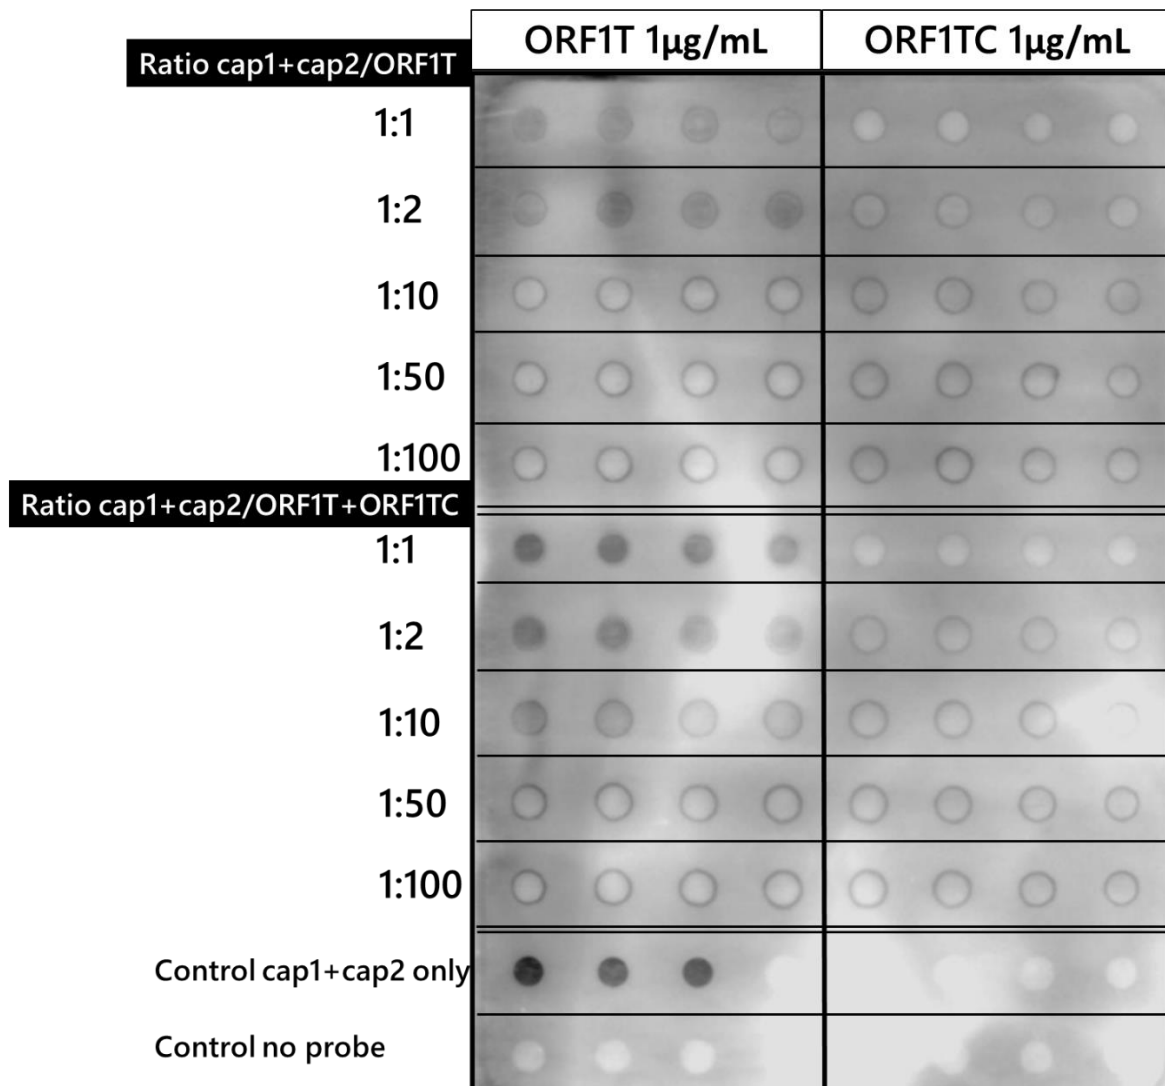 ORF1T 1µg/mL ORF1TC 1µg/mL
Ratio cap1+cap2/ORF1T
1:1
1:2
1:10
1:50
1:100
Ratio cap1+cap2/ORF1T+ORF1TC
1:1
1:2
1:10
1:50
1:100
Control cap1+cap2 only
Control no probe